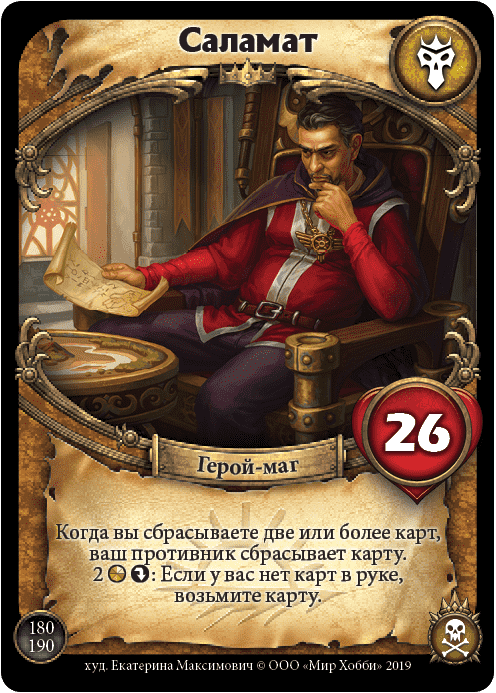 Саламат
26
Герой-маг
Когда вы сбрасываете две или более карт,
ваш противник сбрасывает карту.
2 : Если у вас нет карт в руке,
возьмите карту.
180
190
худ. Екатерина Максимович © ООО «Мир Хобби» 2019